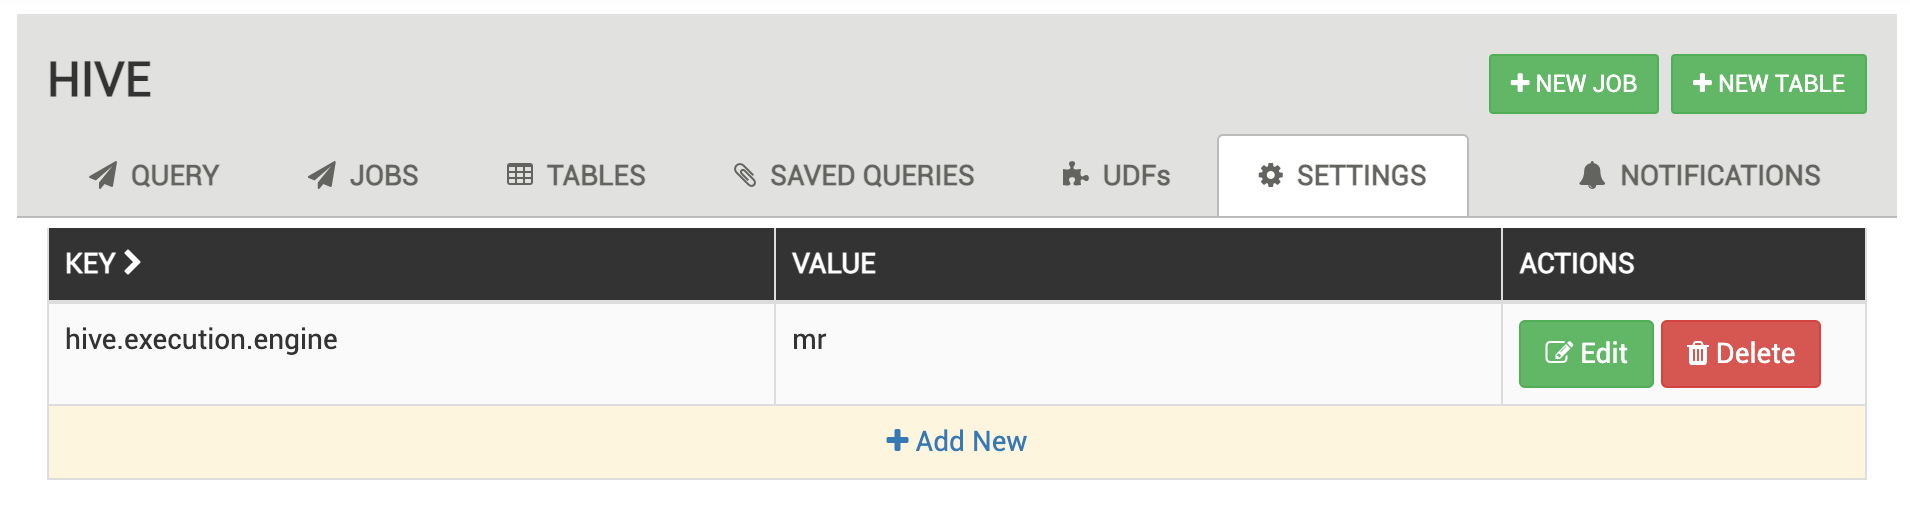 HIVE
NEW JOB
NEW TABLE
QUERY
JOBS
TABLES
SAVED QUERIES
UDFs
SETTINGS
NOTIFICATIONS
KEY VALUE ACTIONS
hive.execution.engine mr Edit Delete
Add New